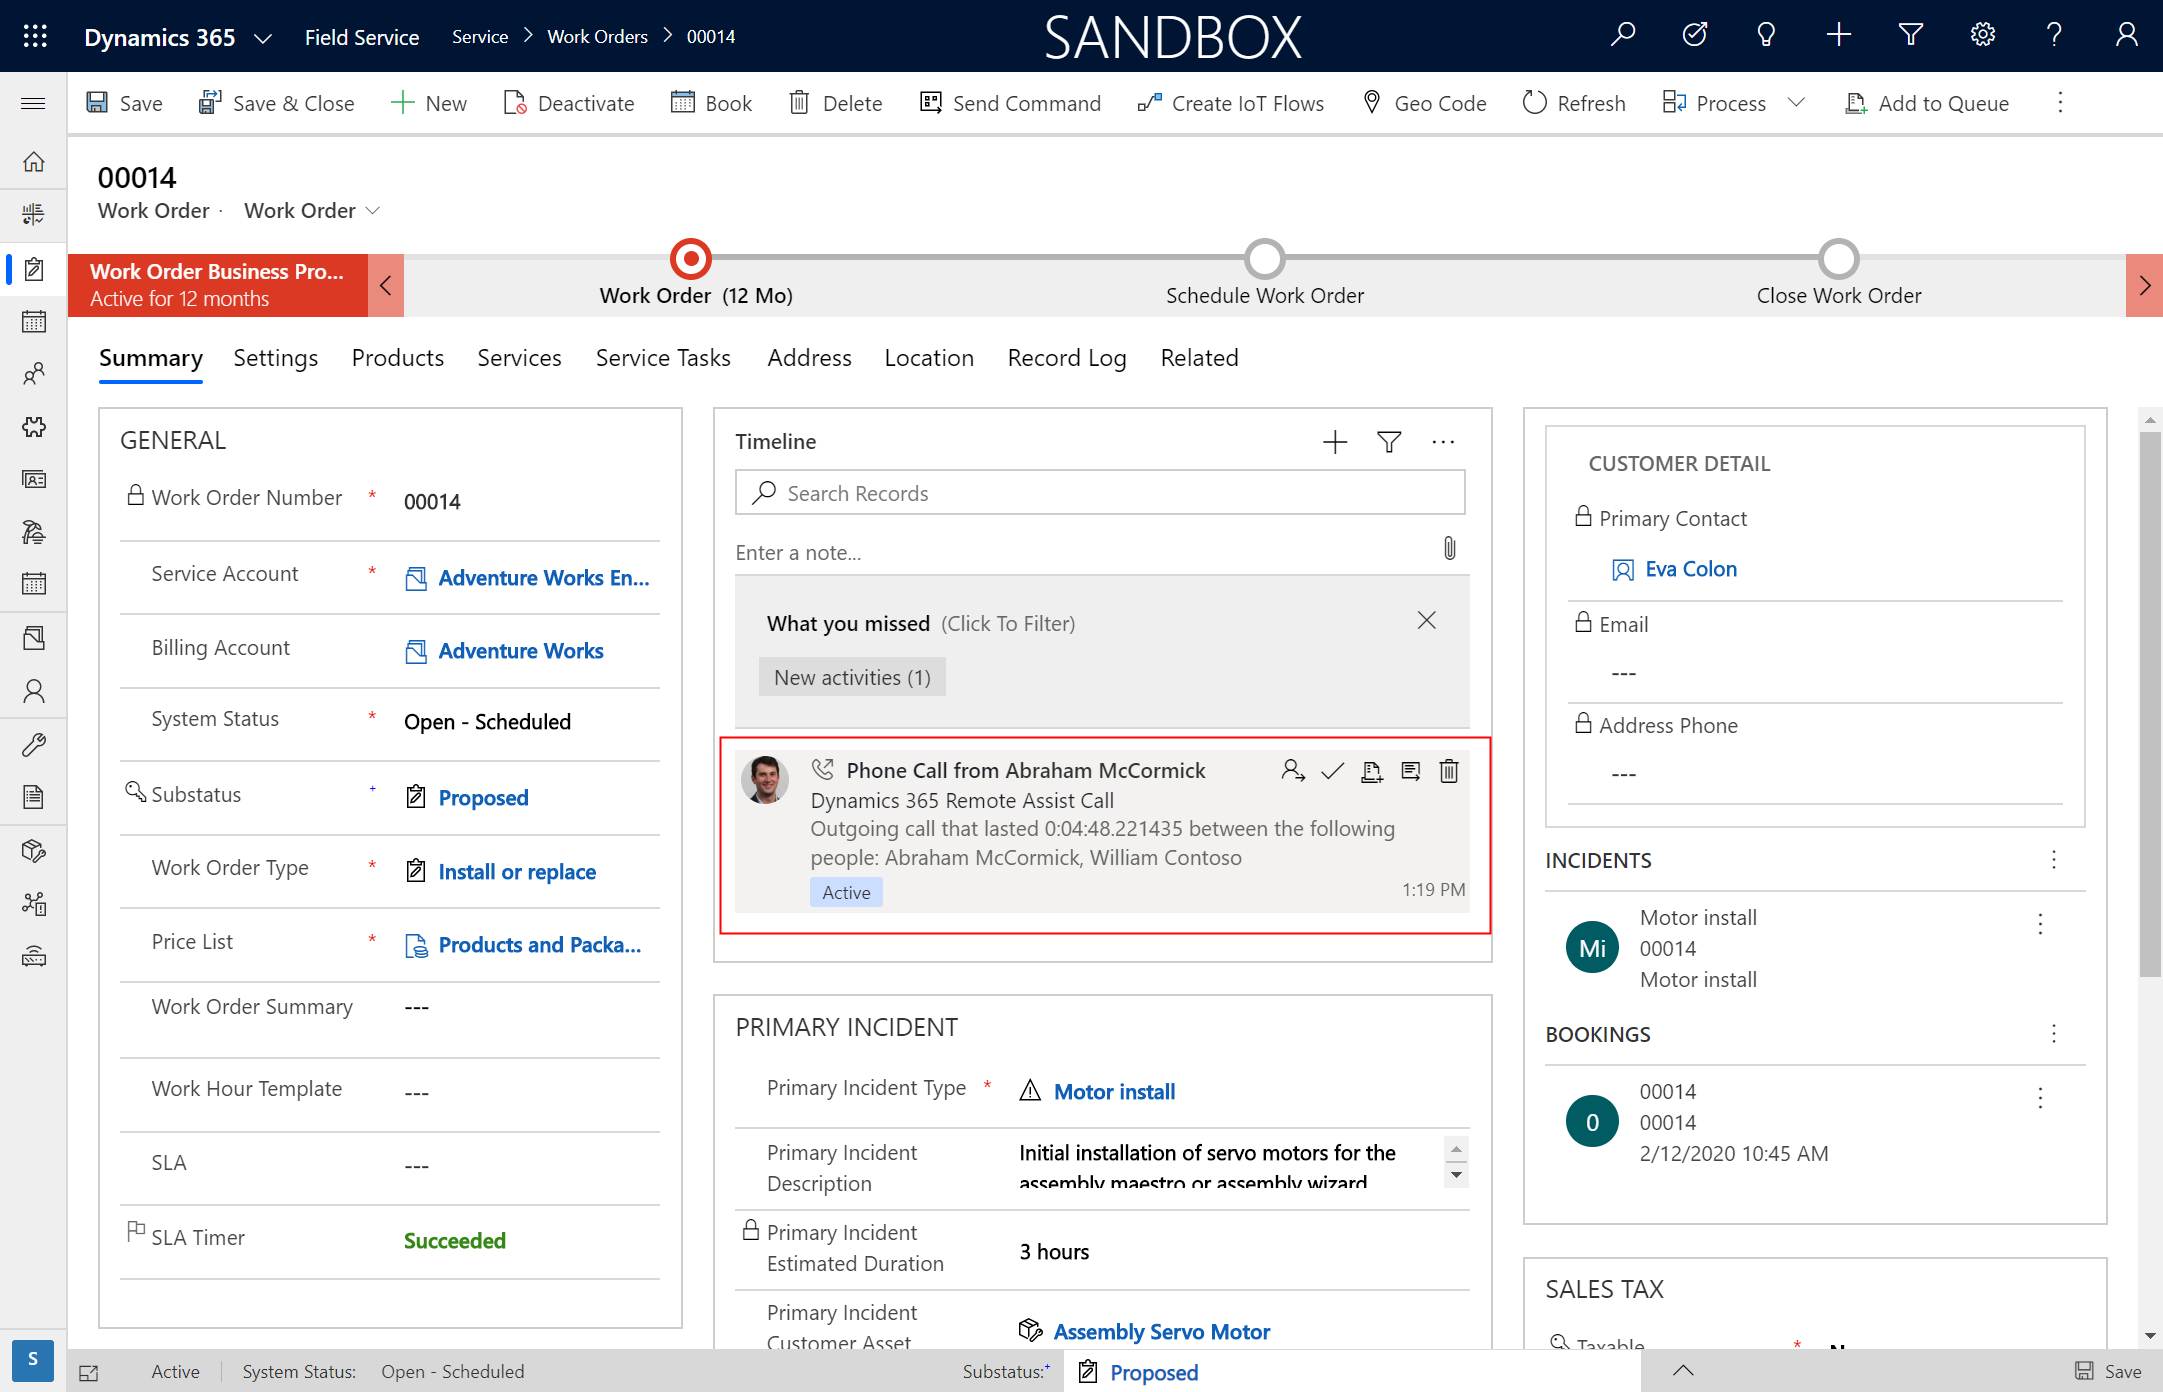 Dynamics 365 Field Service Service Work Orders 00014 SANDBOX
Save Save & Close New Deactivate Book Delete Send Command Create IoT Flows Geo Code Refresh Process Add to Queue
00014
Work Order · Work Order
Work Order Business Pro...
Active for 12 months
Work Order (12 Mo)
Schedule Work Order
Close Work Order
Summary Settings Products Services Service Tasks Address Location Record Log Related
GENERAL
Work Order Number * 00014
Service Account * Adventure Works En...
Billing Account Adventure Works
System Status * Open - Scheduled
Substatus + Proposed
Work Order Type * Install or replace
Price List * Products and Packa...
Work Order Summary ---
Work Hour Template ---
SLA ---
SLA Timer Succeeded
Timeline
Search Records
Enter a note...
What you missed (Click To Filter)
New activities (1)
Phone Call from Abraham McCormick
Dynamics 365 Remote Assist Call
Outgoing call that lasted 0:04:48.221435 between the following
people: Abraham McCormick, William Contoso
Active 1:19 PM
PRIMARY INCIDENT
Primary Incident Type * Motor install
Primary Incident
Description
Initial installation of servo motors for the
assembly maestro or assembly wizard
Primary Incident
Estimated Duration
3 hours
Primary Incident
Customer Asset
Assembly Servo Motor
CUSTOMER DETAIL
Primary Contact
Eva Colon
Email
---
Address Phone
---
INCIDENTS
Mi
Motor install
00014
Motor install
BOOKINGS
0
00014
00014
2/12/2020 10:45 AM
SALES TAX
Taxable *
S
Active System Status: Open - Scheduled Substatus:+ Proposed Save